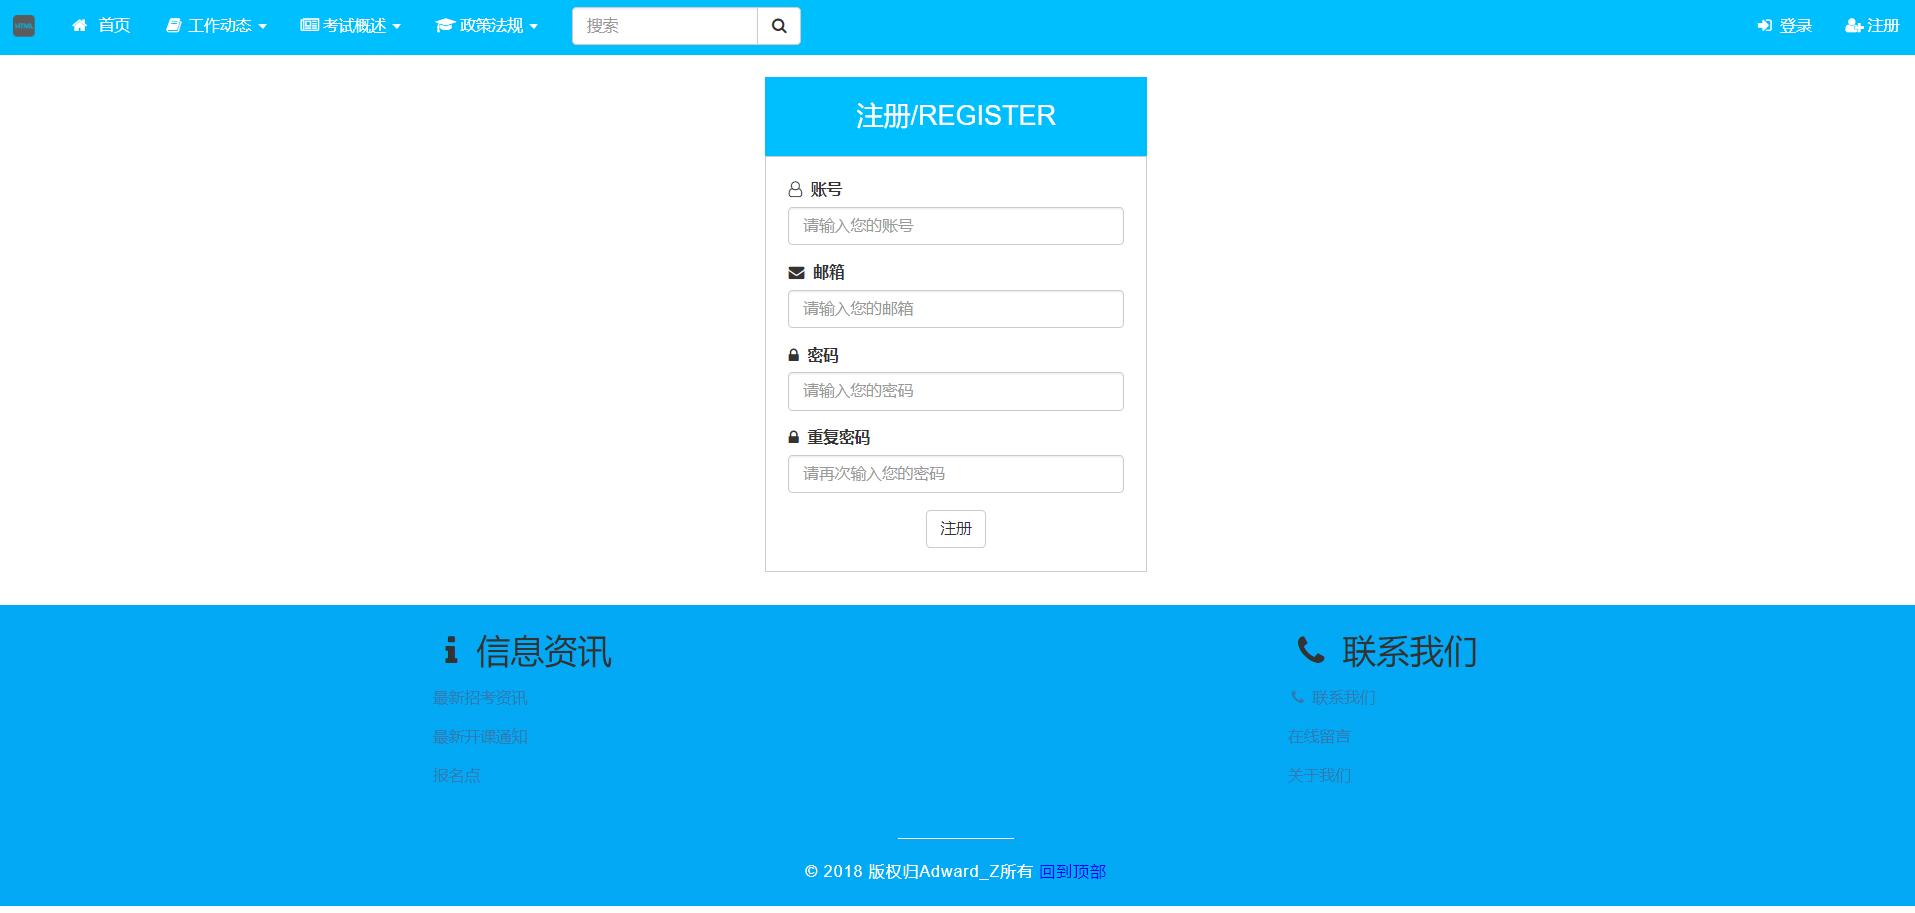 HTML 首页 工作动态 考试概述 政策法规 搜索 登录 注册
注册/REGISTER
账号
请输入您的账号
邮箱
请输入您的邮箱
密码
请输入您的密码
重复密码
请再次输入您的密码
注册
信息资讯
最新招考资讯
最新开课通知
报名点
联系我们
联系我们
在线留言
关于我们
© 2018 版权归Adward_Z所有 回到顶部